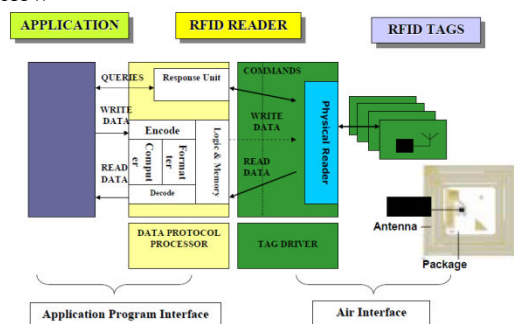 APPLICATION
RFID READER
RFID TAGS
QUERIES
Response Unit
COMMANDS
WRITE
DATA
Encode
Comput
er
Format
ter
Logic & Memory
WRITE
DATA
Physical Reader
READ
DATA
READ
DATA
Decode
Antenna
Package
DATA PROTOCOL
PROCESSOR
TAG DRIVER
Application Program Interface
Air Interface